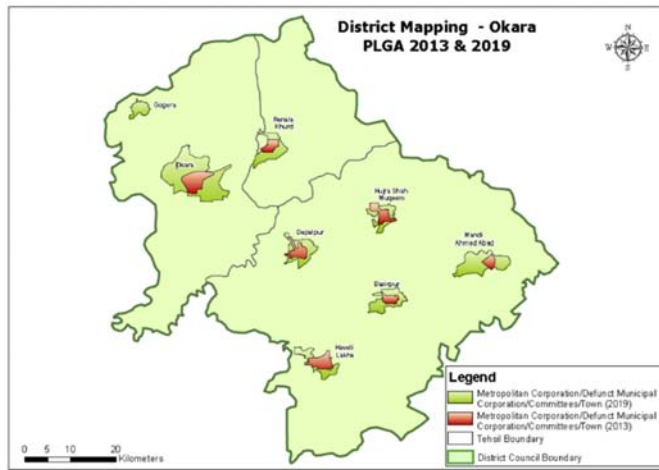 District Mapping - Okara
PLGA 2013 & 2019
N
W
E
S
Gogera
Renala
Khurd
Okara
Hujra Shah
Muqeem
Depalpur
Mandi
Ahmed Abad
Basirpur
Haveli
Lakha
Legend
Metropolitan Corporation/Defunct Municipal
Corporation/Committees/Town (2019)
Metropolitan Corporation/Defunct Municipal
Corporation/Committees/Town (2013)
Tehsil Boundary
District Council Boundary
0 5 10 20
Kilometers